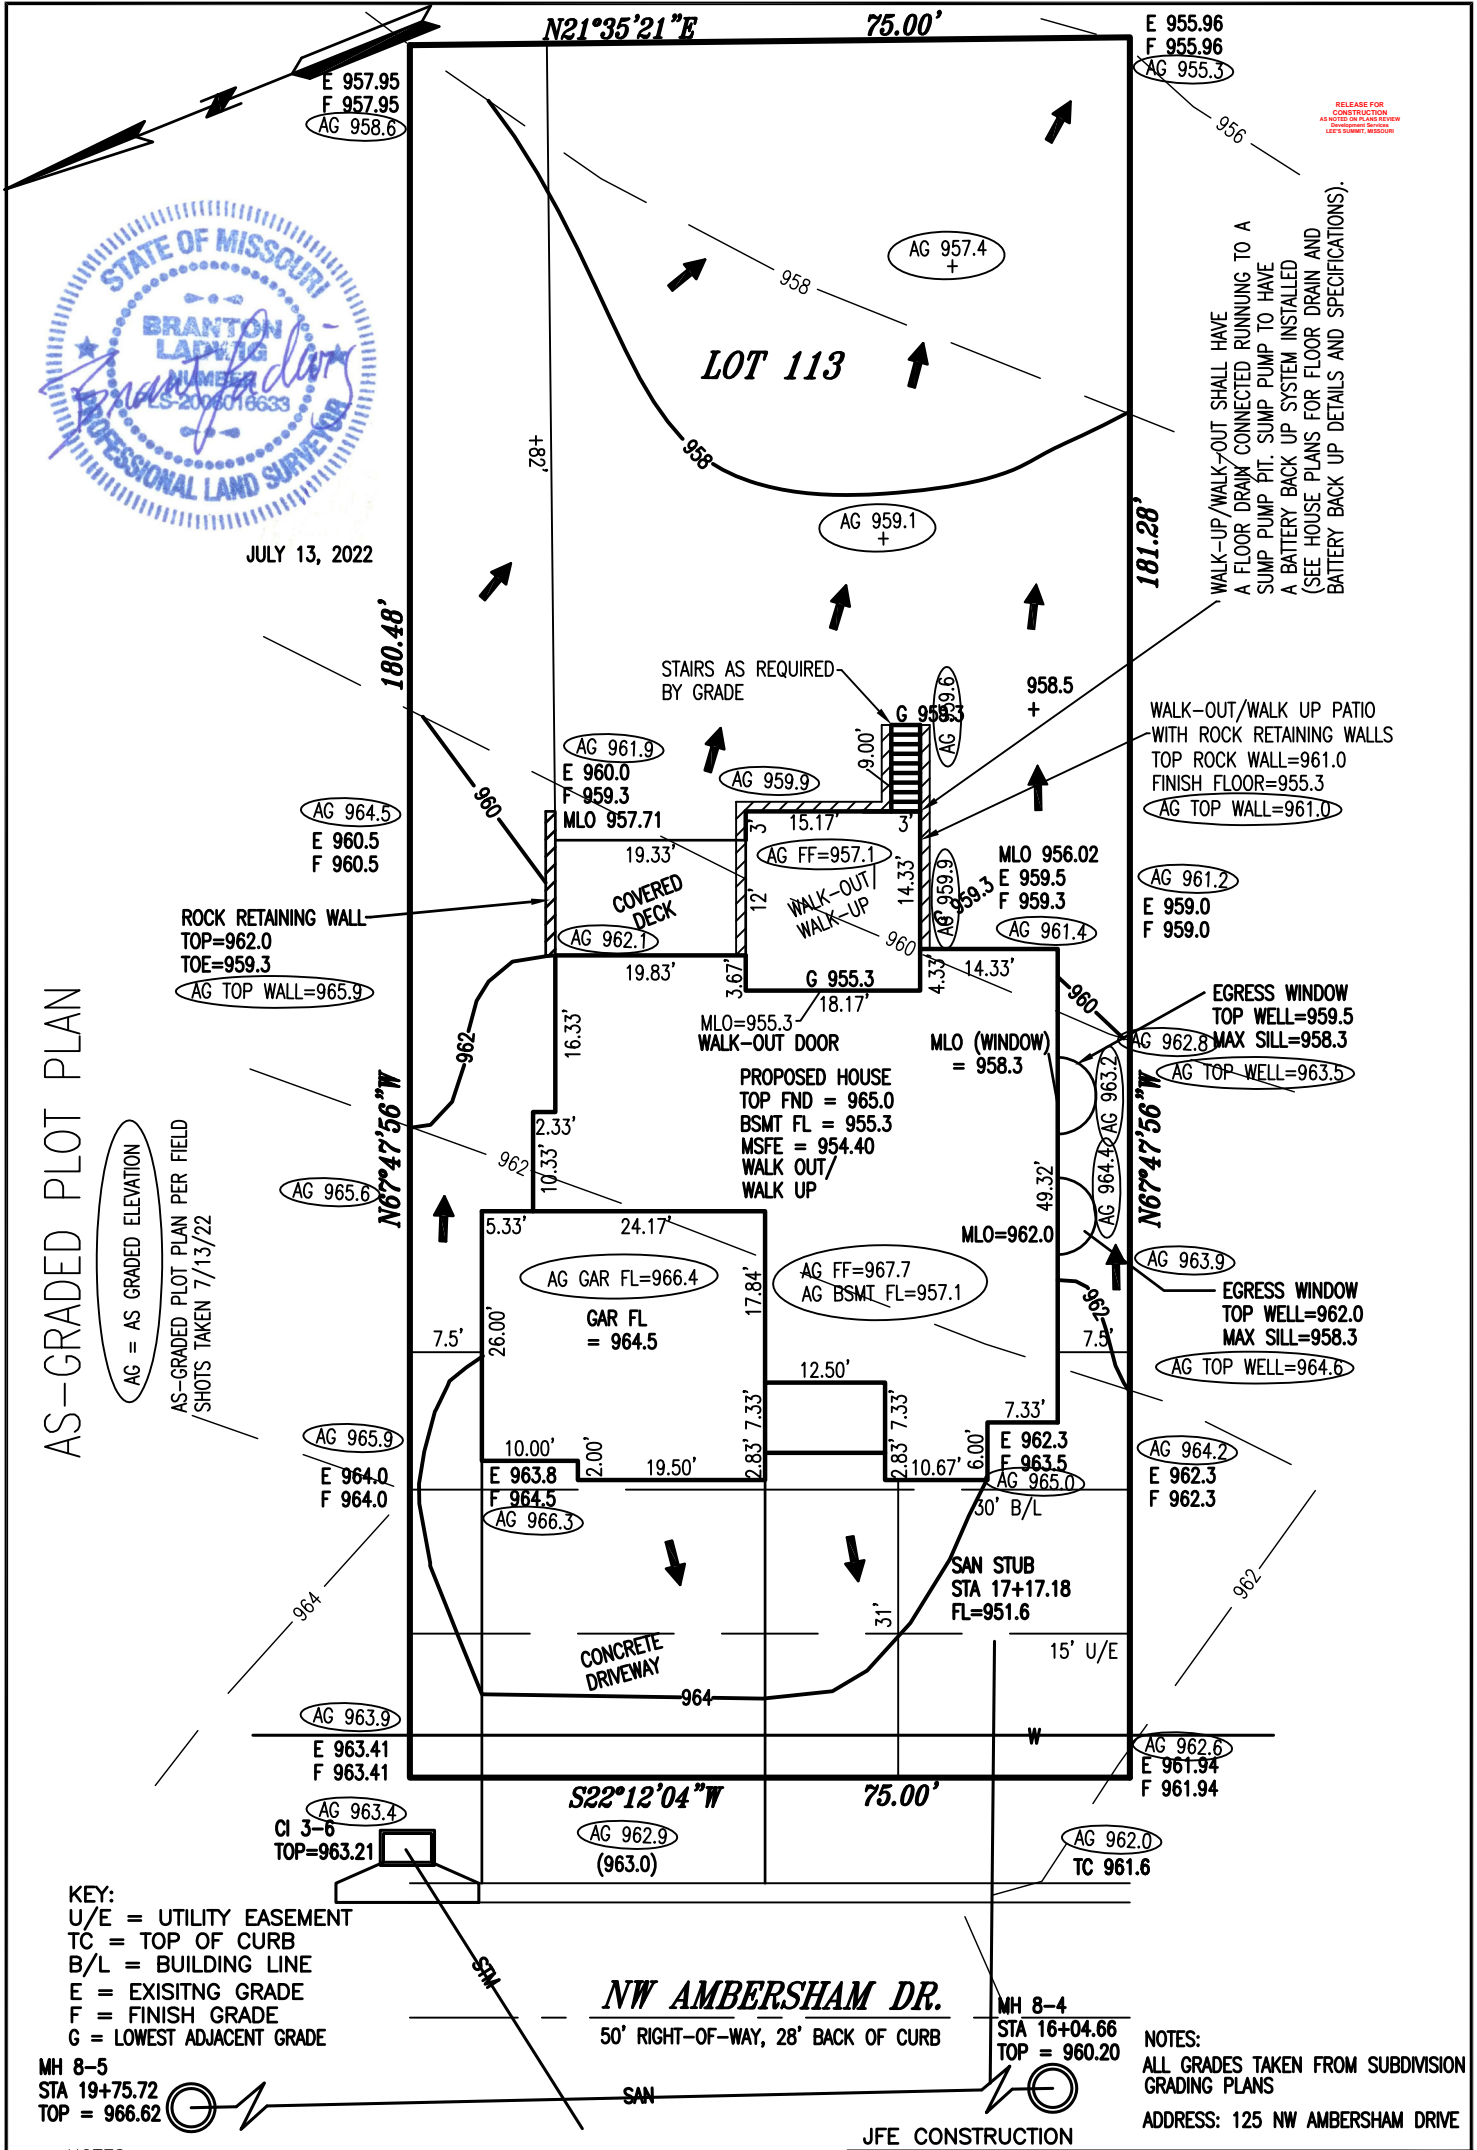 N21°35'21"E
75.00'
E 955.96
F 955.96
AG 955.3
E 957.95
F 957.95
AG 958.6
956
RELEASE FOR
CONSTRUCTION
AS NOTED ON PLANS REVIEW
Development Services
LEE'S SUMMIT, MISSOURI
STATE OF MISSOURI
BRANTON
LADWIG
NUMBER
LS-2006016633
PROFESSIONAL LAND SURVEYOR
JULY 13, 2022
AG 957.4
+
958
LOT 113
958
+82'
AG 959.1
+
WALK-UP/WALK-OUT SHALL HAVE
A FLOOR DRAIN CONNECTED RUNNUNG TO A
SUMP PUMP PIT. SUMP PUMP TO HAVE
A BATTERY BACK UP SYSTEM INSTALLED
(SEE HOUSE PLANS FOR FLOOR DRAIN AND
BATTERY BACK UP DETAILS AND SPECIFICATIONS).
181.28'
180.48'
STAIRS AS REQUIRED
BY GRADE
G 959.3
AG 959.6
958.5
+
WALK-OUT/WALK UP PATIO
WITH ROCK RETAINING WALLS
TOP ROCK WALL=961.0
FINISH FLOOR=955.3
AG TOP WALL=961.0
AG 961.9
E 960.0
F 959.3
MLO 957.71
AG 959.9
9.00'
960
AG 964.5
E 960.5
F 960.5
3'
15.17'
3'
19.33'
AG FF=957.1
COVERED
DECK
12'
WALK-OUT/
WALK-UP
14.33'
960
AG 959.9
G 959.3
MLO 956.02
E 959.5
F 959.3
AG 961.4
AG 961.2
E 959.0
F 959.0
ROCK RETAINING WALL
TOP=962.0
TOE=959.3
AG TOP WALL=965.9
AG 962.1
19.83'
3.67'
G 955.3
18.17'
4.33'
14.33'
960
MLO=955.3
WALK-OUT DOOR
MLO (WINDOW)
= 958.3
EGRESS WINDOW
TOP WELL=959.5
MAX SILL=958.3
AG 962.8
AG TOP WELL=963.5
962
16.33'
AG 963.2
PROPOSED HOUSE
TOP FND = 965.0
BSMT FL = 955.3
MSFE = 954.40
WALK OUT/
WALK UP
N67°47'56"W
N67°47'56"W
AS-GRADED PLOT PLAN
AG = AS GRADED ELEVATION
AS-GRADED PLOT PLAN PER FIELD
SHOTS TAKEN 7/13/22
2.33'
962
10.33'
AG 965.6
49.32'
AG 964.4
5.33'
24.17'
MLO=962.0
AG 963.9
AG GAR FL=966.4
GAR FL
= 964.5
17.84'
AG FF=967.7
AG BSMT FL=957.1
962
EGRESS WINDOW
TOP WELL=962.0
MAX SILL=958.3
AG TOP WELL=964.6
7.5'
26.00'
7.5'
12.50'
7.33'
7.33'
7.33'
AG 965.9
E 964.0
F 964.0
10.00'
2.00'
19.50'
2.83'
2.83'
10.67'
6.00'
E 963.8
F 964.5
AG 966.3
E 962.3
F 963.5
AG 965.0
30' B/L
AG 964.2
E 962.3
F 962.3
964
SAN STUB
STA 17+17.18
FL=951.6
962
31'
15' U/E
CONCRETE
DRIVEWAY
964
AG 963.9
E 963.41
F 963.41
W
AG 962.6
E 961.94
F 961.94
S22°12'04"W
75.00'
AG 963.4
CI 3-6
TOP=963.21
AG 962.9
(963.0)
AG 962.0
TC 961.6
KEY:
U/E = UTILITY EASEMENT
TC = TOP OF CURB
B/L = BUILDING LINE
E = EXISITNG GRADE
F = FINISH GRADE
G = LOWEST ADJACENT GRADE
STM
NW AMBERSHAM DR.
50' RIGHT-OF-WAY, 28' BACK OF CURB
MH 8-4
STA 16+04.66
TOP = 960.20
MH 8-5
STA 19+75.72
TOP = 966.62
SAN
NOTES:
ALL GRADES TAKEN FROM SUBDIVISION
GRADING PLANS
ADDRESS: 125 NW AMBERSHAM DRIVE
JFE CONSTRUCTION